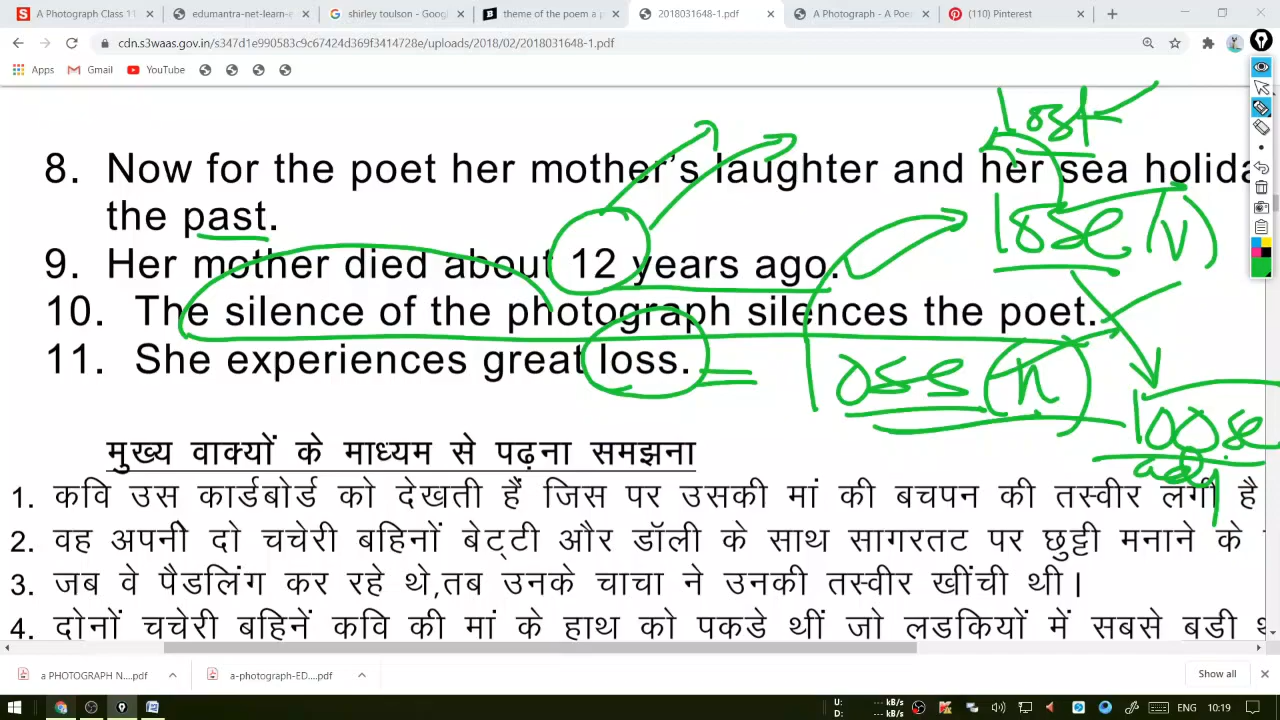 A Photograph Class 11
edumantra-net-learn-e
shirley toulson - Goog
theme of the poem a p
2018031648-1.pdf
A Photograph - A Poe
(110) Pinterest
cdn.s3waas.gov.in/s347d1e990583c9c67424d369f3414728e/uploads/2018/02/2018031648-1.pdf
Apps Gmail YouTube
lost
8. Now for the poet her mother's laughter and her sea holida
the past.
lose (v)
9. Her mother died about 12 years ago.
10. The silence of the photograph silences the poet.
11. She experiences great loss.
loss (n)
loose
adj
मुख्य वाक्यों के माध्यम से पढ़ना समझना
1. कवि उस कार्डबोर्ड को देखती हैं जिस पर उसकी मां की बचपन की तस्वीर लगी है
2. वह अपनी दो चचेरी बहिनों बेट्टी और डॉली के साथ सागरतट पर छुट्टी मनाने के
3. जब वे पैडलिंग कर रहे थे,तब उनके चाचा ने उनकी तस्वीर खींची थी।
4. दोनों चचेरी बहिनें कवि की मां के हाथ को पकडे थीं जो लडकियों में सबसे बडी
a PHOTOGRAPH N....pdf
a-photograph-ED....pdf
Show all
U: --- kB/s
D: --- kB/s
ENG 10:19